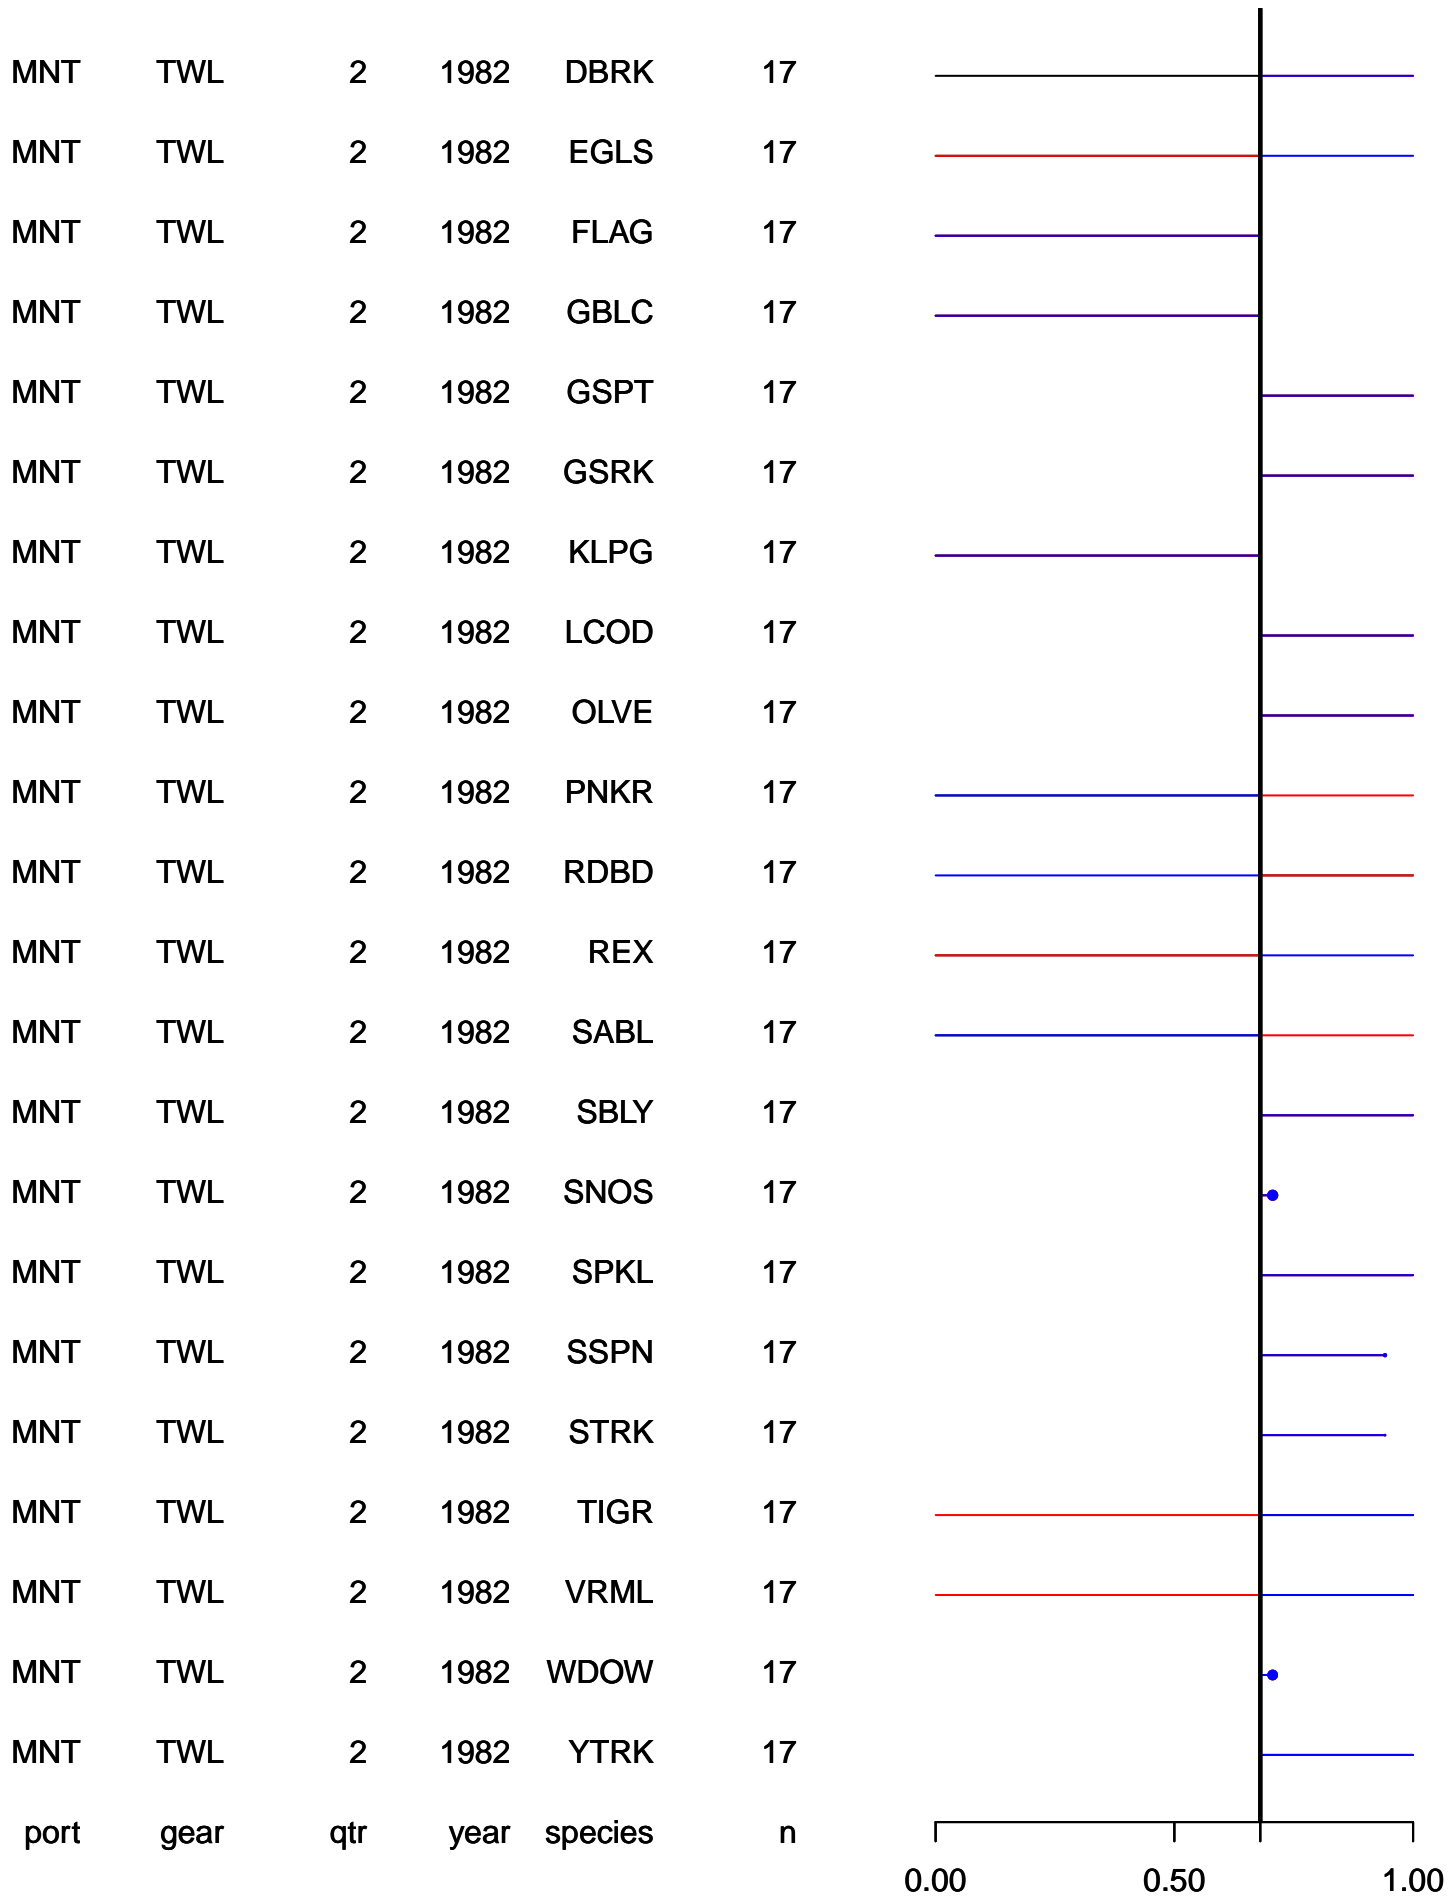 MNT TWL 2 1982 DBRK 17
MNT TWL 2 1982 EGLS 17
MNT TWL 2 1982 FLAG 17
MNT TWL 2 1982 GBLC 17
MNT TWL 2 1982 GSPT 17
MNT TWL 2 1982 GSRK 17
MNT TWL 2 1982 KLPG 17
MNT TWL 2 1982 LCOD 17
MNT TWL 2 1982 OLVE 17
MNT TWL 2 1982 PNKR 17
MNT TWL 2 1982 RDBD 17
MNT TWL 2 1982 REX 17
MNT TWL 2 1982 SABL 17
MNT TWL 2 1982 SBLY 17
MNT TWL 2 1982 SNOS 17
MNT TWL 2 1982 SPKL 17
MNT TWL 2 1982 SSPN 17
MNT TWL 2 1982 STRK 17
MNT TWL 2 1982 TIGR 17
MNT TWL 2 1982 VRML 17
MNT TWL 2 1982 WDOW 17
MNT TWL 2 1982 YTRK 17
port gear qtr year species n
0.00 0.50 1.00